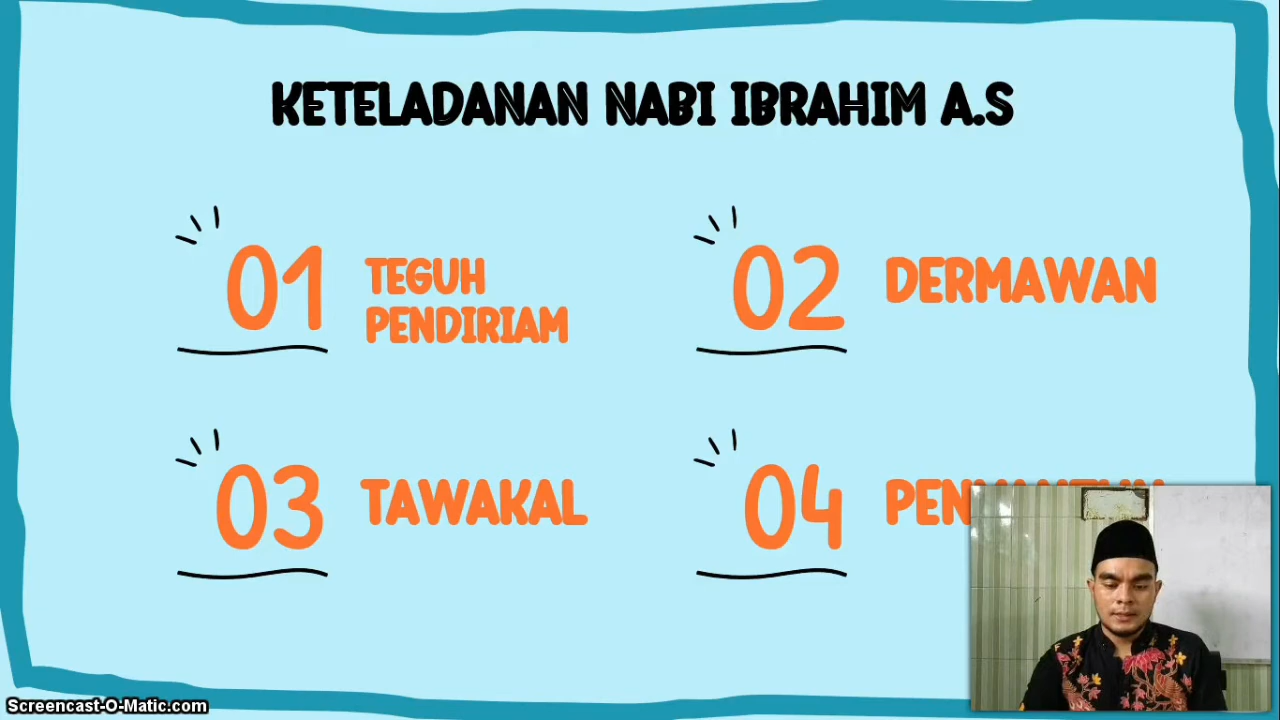 KETELADANAN NABI IBRAHIM A.S
01
TEGUH
PENDIRIAM
02
DERMAWAN
03
TAWAKAL
04
Screencast-O-Matic.com